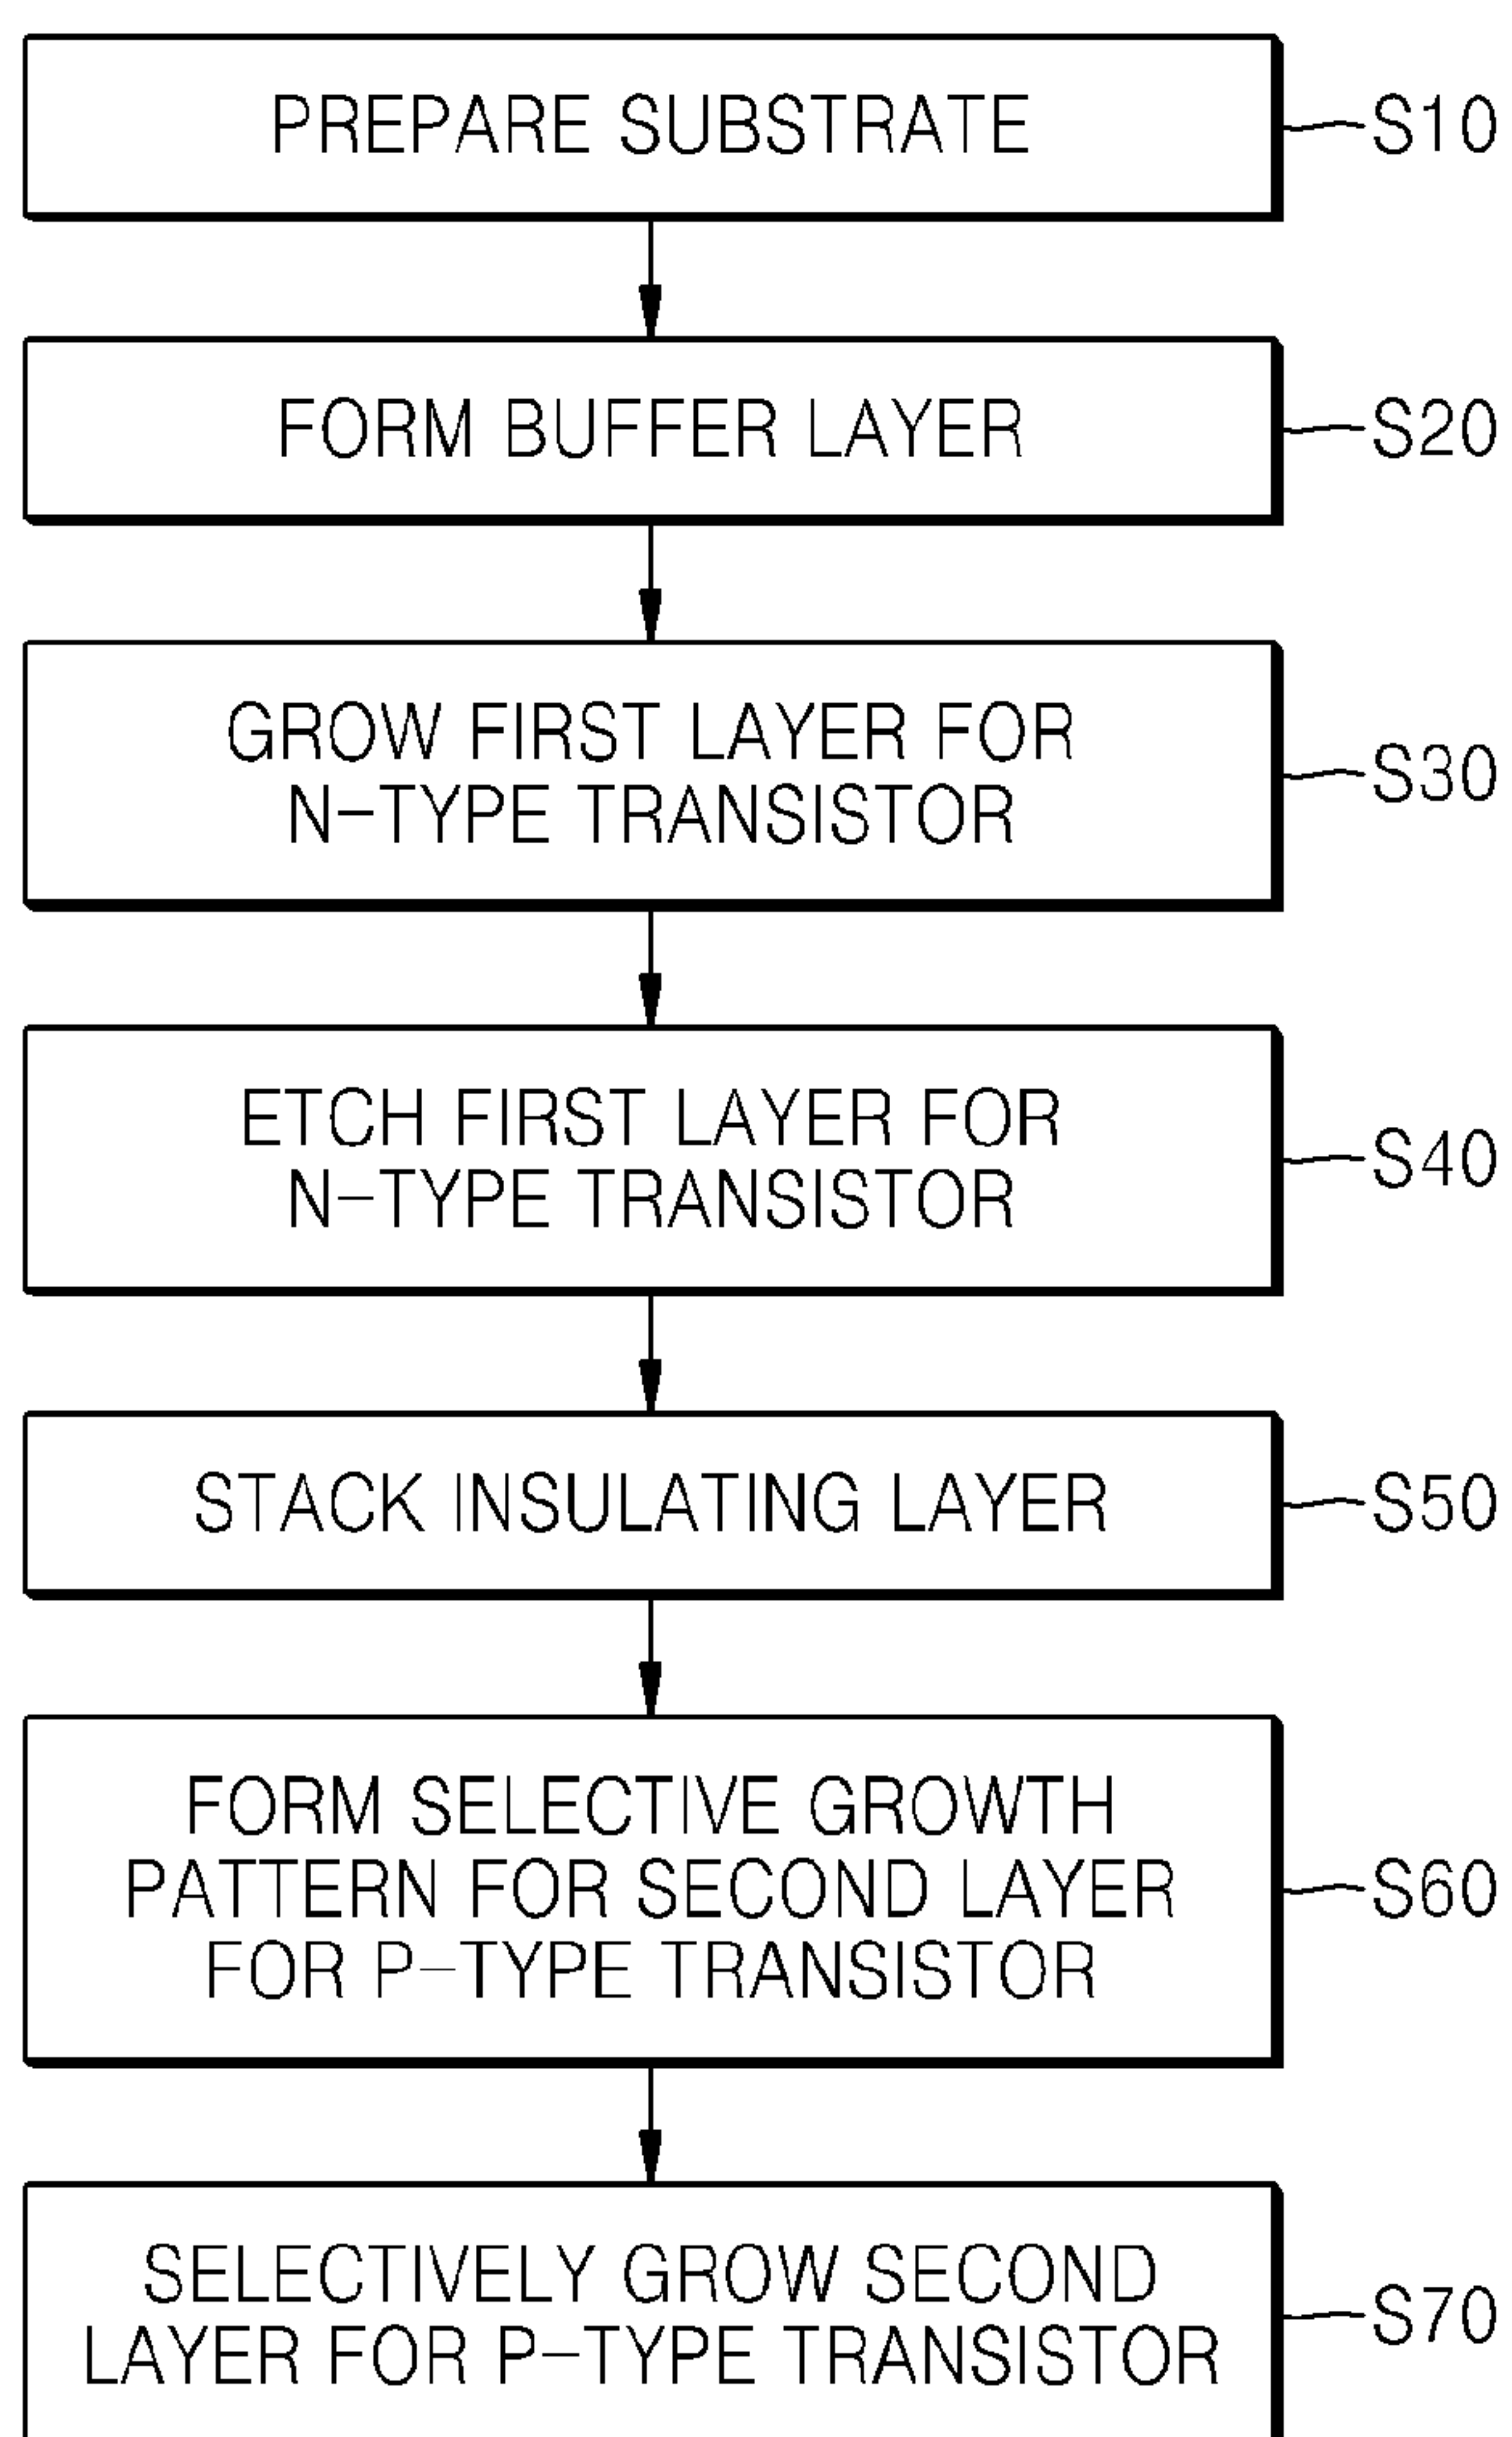 PREPARE SUBSTRATE
S10
FORM BUFFER LAYER
S20
GROW FIRST LAYER FOR
N-TYPE TRANSISTOR
S30
ETCH FIRST LAYER FOR
N-TYPE TRANSISTOR
S40
STACK INSULATING LAYER
S50
FORM SELECTIVE GROWTH
PATTERN FOR SECOND LAYER
FOR P-TYPE TRANSISTOR
S60
SELECTIVELY GROW SECOND
LAYER FOR P-TYPE TRANSISTOR
S70